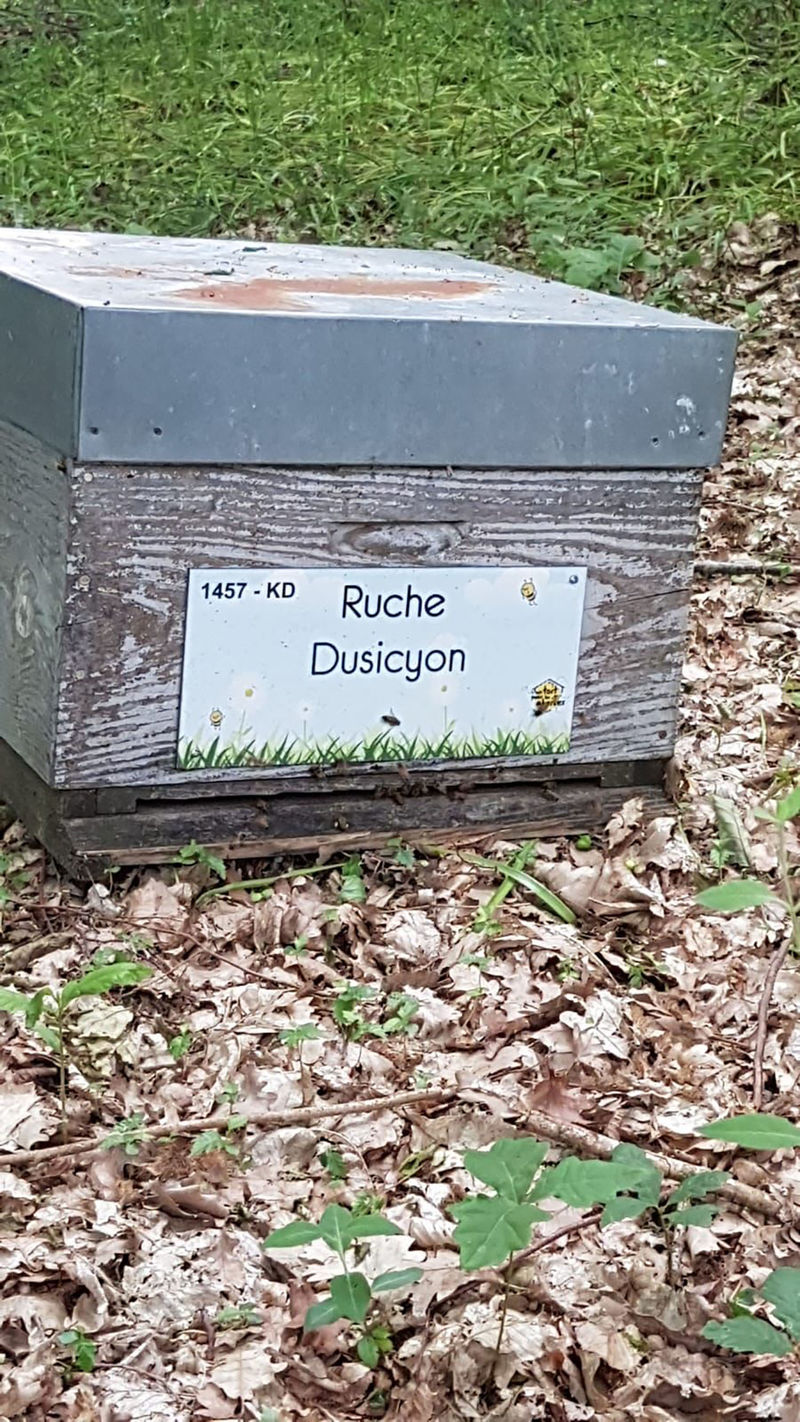 1457 - KD
Ruche
Dusicyon